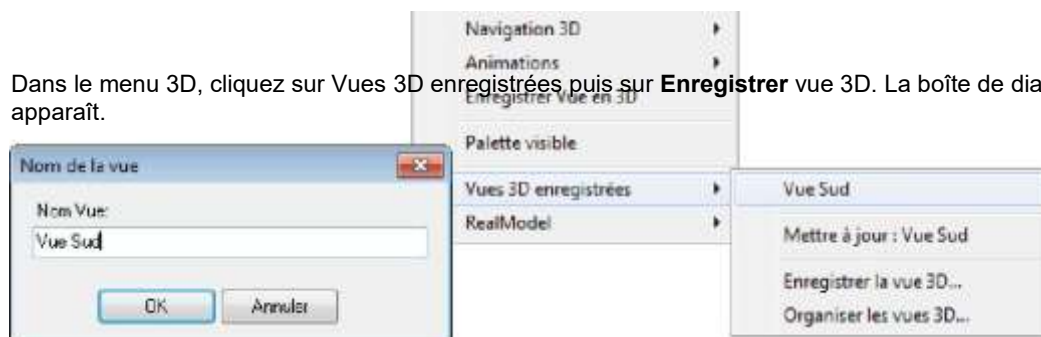 Navigation 3D
Animations
Dans le menu 3D, cliquez sur Vues 3D enregistrées puis sur Enregistrer vue 3D. La boîte de dia
Enregistrer Vue en 3D
apparaît.
Palette visible
Nom de la vue
Vues 3D enregistrées
Vue Sud
Nom Vue:
RealModel
Vue Sud
Mettre à jour : Vue Sud
Enregistrer la vue 3D...
OK
Annuler
Organiser les vues 3D...